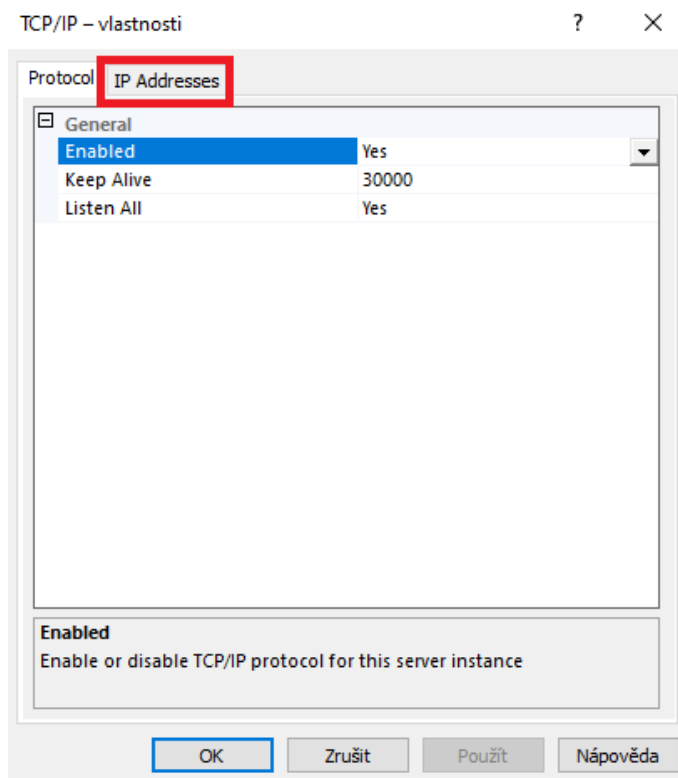 TCP/IP – vlastnosti ?
Protocol IP Addresses
General
Enabled Yes
Keep Alive 30000
Listen All Yes
Enabled
Enable or disable TCP/IP protocol for this server instance
OK Zrušit Použít Nápověda